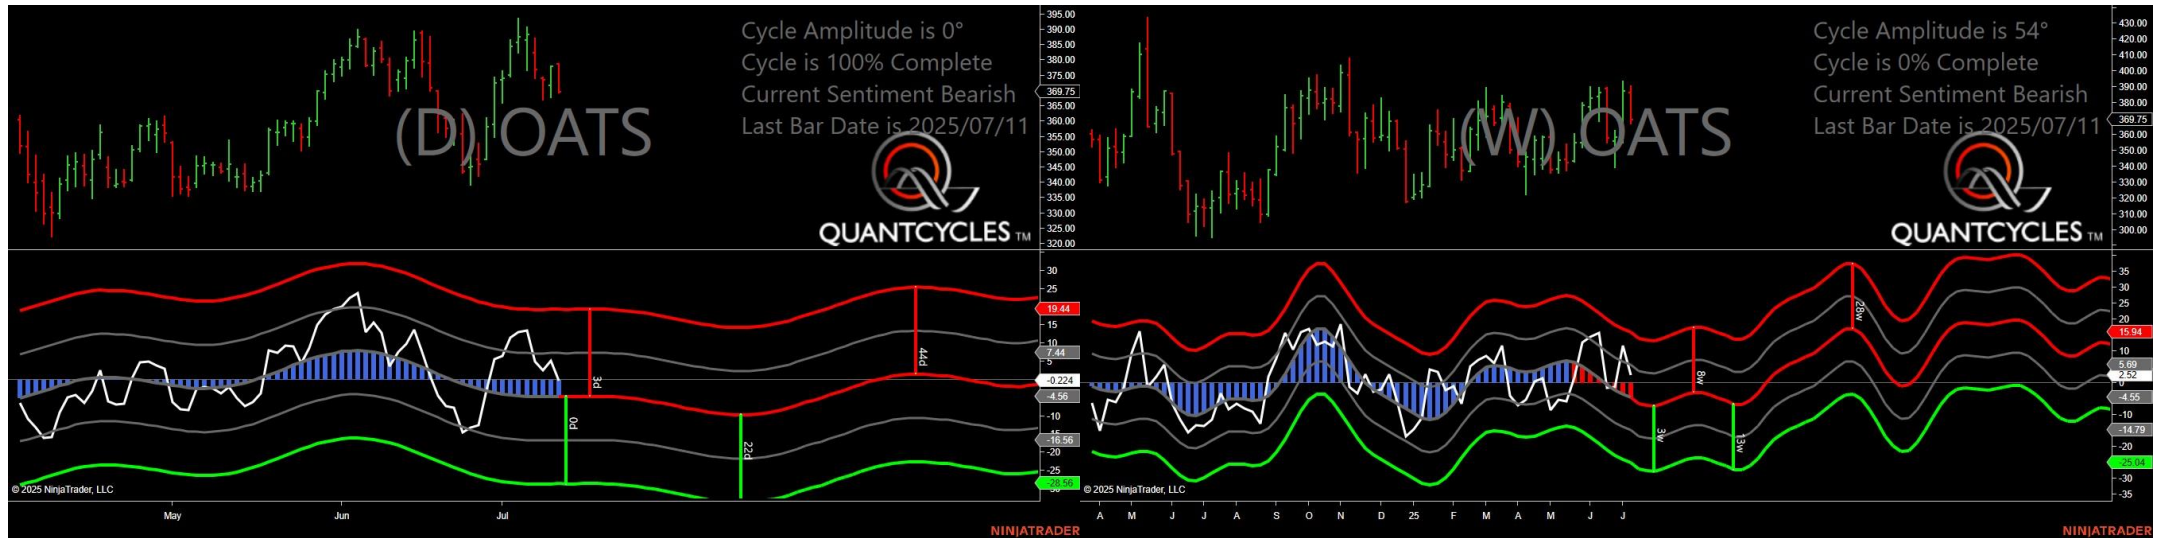 Cycle Amplitude is 0°
Cycle is 100% Complete
Current Sentiment Bearish
Last Bar Date is 2025/07/11
(D) OATS
QUANTCYCLES TM
395.00
390.00
385.00
380.00
375.00
369.75
365.00
360.00
355.00
350.00
345.00
340.00
335.00
330.00
325.00
320.00
30
25
19.44
15
10
7.44
5
-0.224
-4.56
-10
-15
-16.56
-20
-25
-28.56
3d
0d
22d
44d
© 2025 NinjaTrader, LLC
May
Jun
Jul
NINJATRADER
Cycle Amplitude is 54°
Cycle is 0% Complete
Current Sentiment Bearish
Last Bar Date is 2025/07/11
(W) OATS
QUANTCYCLES TM
430.00
420.00
410.00
400.00
390.00
380.00
369.75
360.00
350.00
340.00
330.00
320.00
310.00
300.00
35
30
25
20
15.94
10
5.69
2.52
0
-4.55
-10
-14.79
-20
-25.04
-30
-35
8w
3w
13w
28w
© 2025 NinjaTrader, LLC
A M J J A S O N D 25 F M A M J J
NINJATRADER